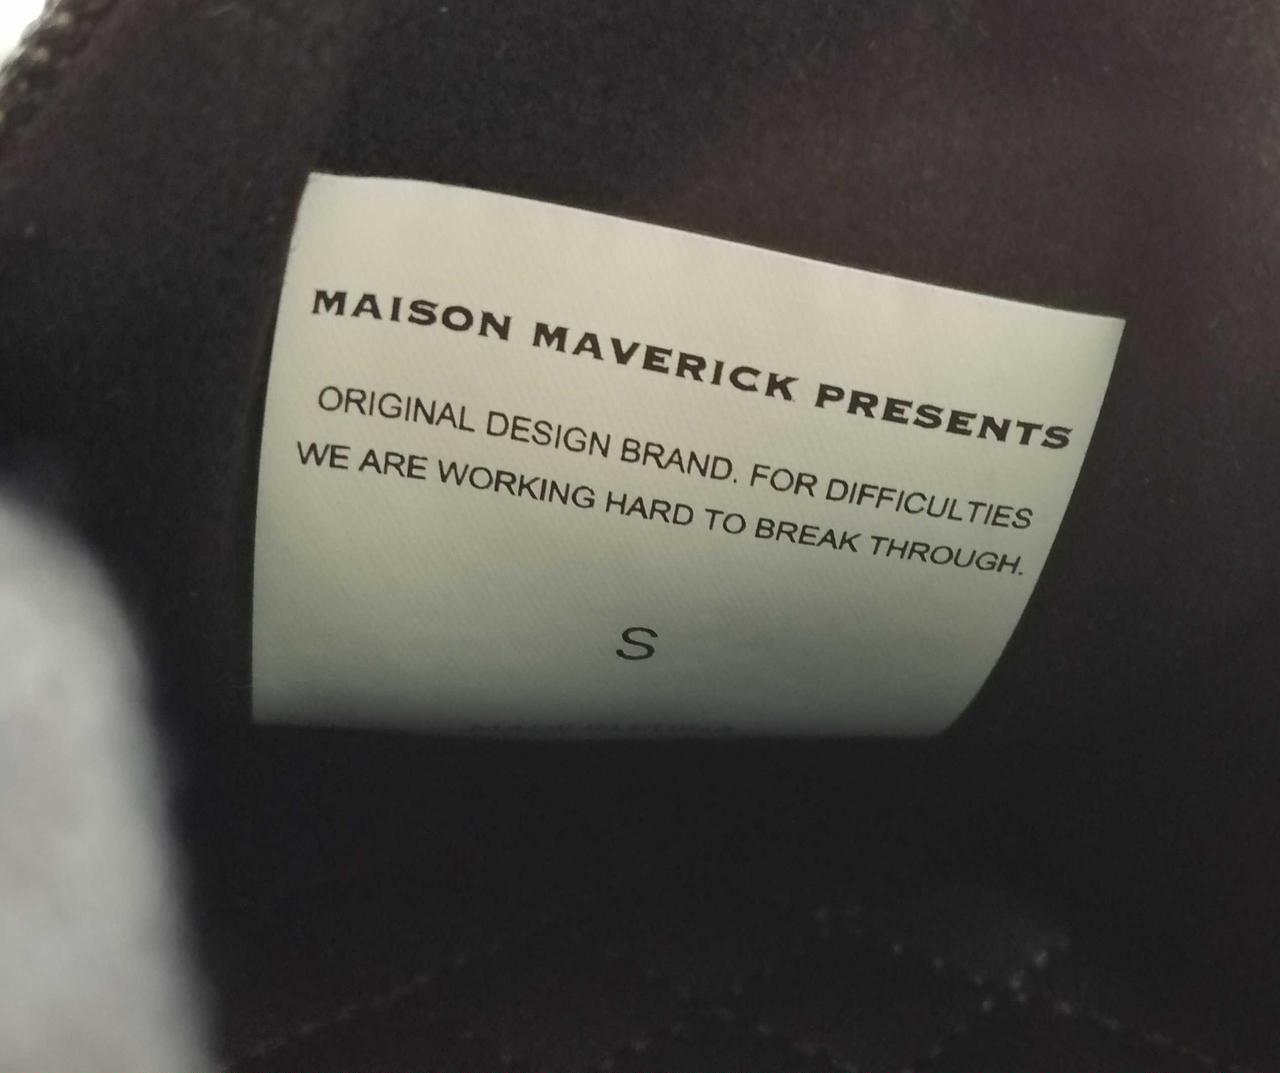 MAISON MAVERICK PRESENTS
ORIGINAL DESIGN BRAND. FOR DIFFICULTIES
WE ARE WORKING HARD TO BREAK THROUGH.
S